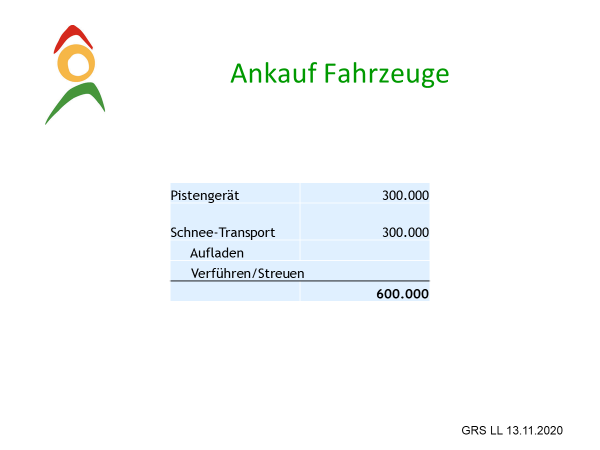 Ankauf Fahrzeuge
Pistengerät 300.000
Schnee-Transport 300.000
Aufladen
Verführen/Streuen
600.000
GRS LL 13.11.2020